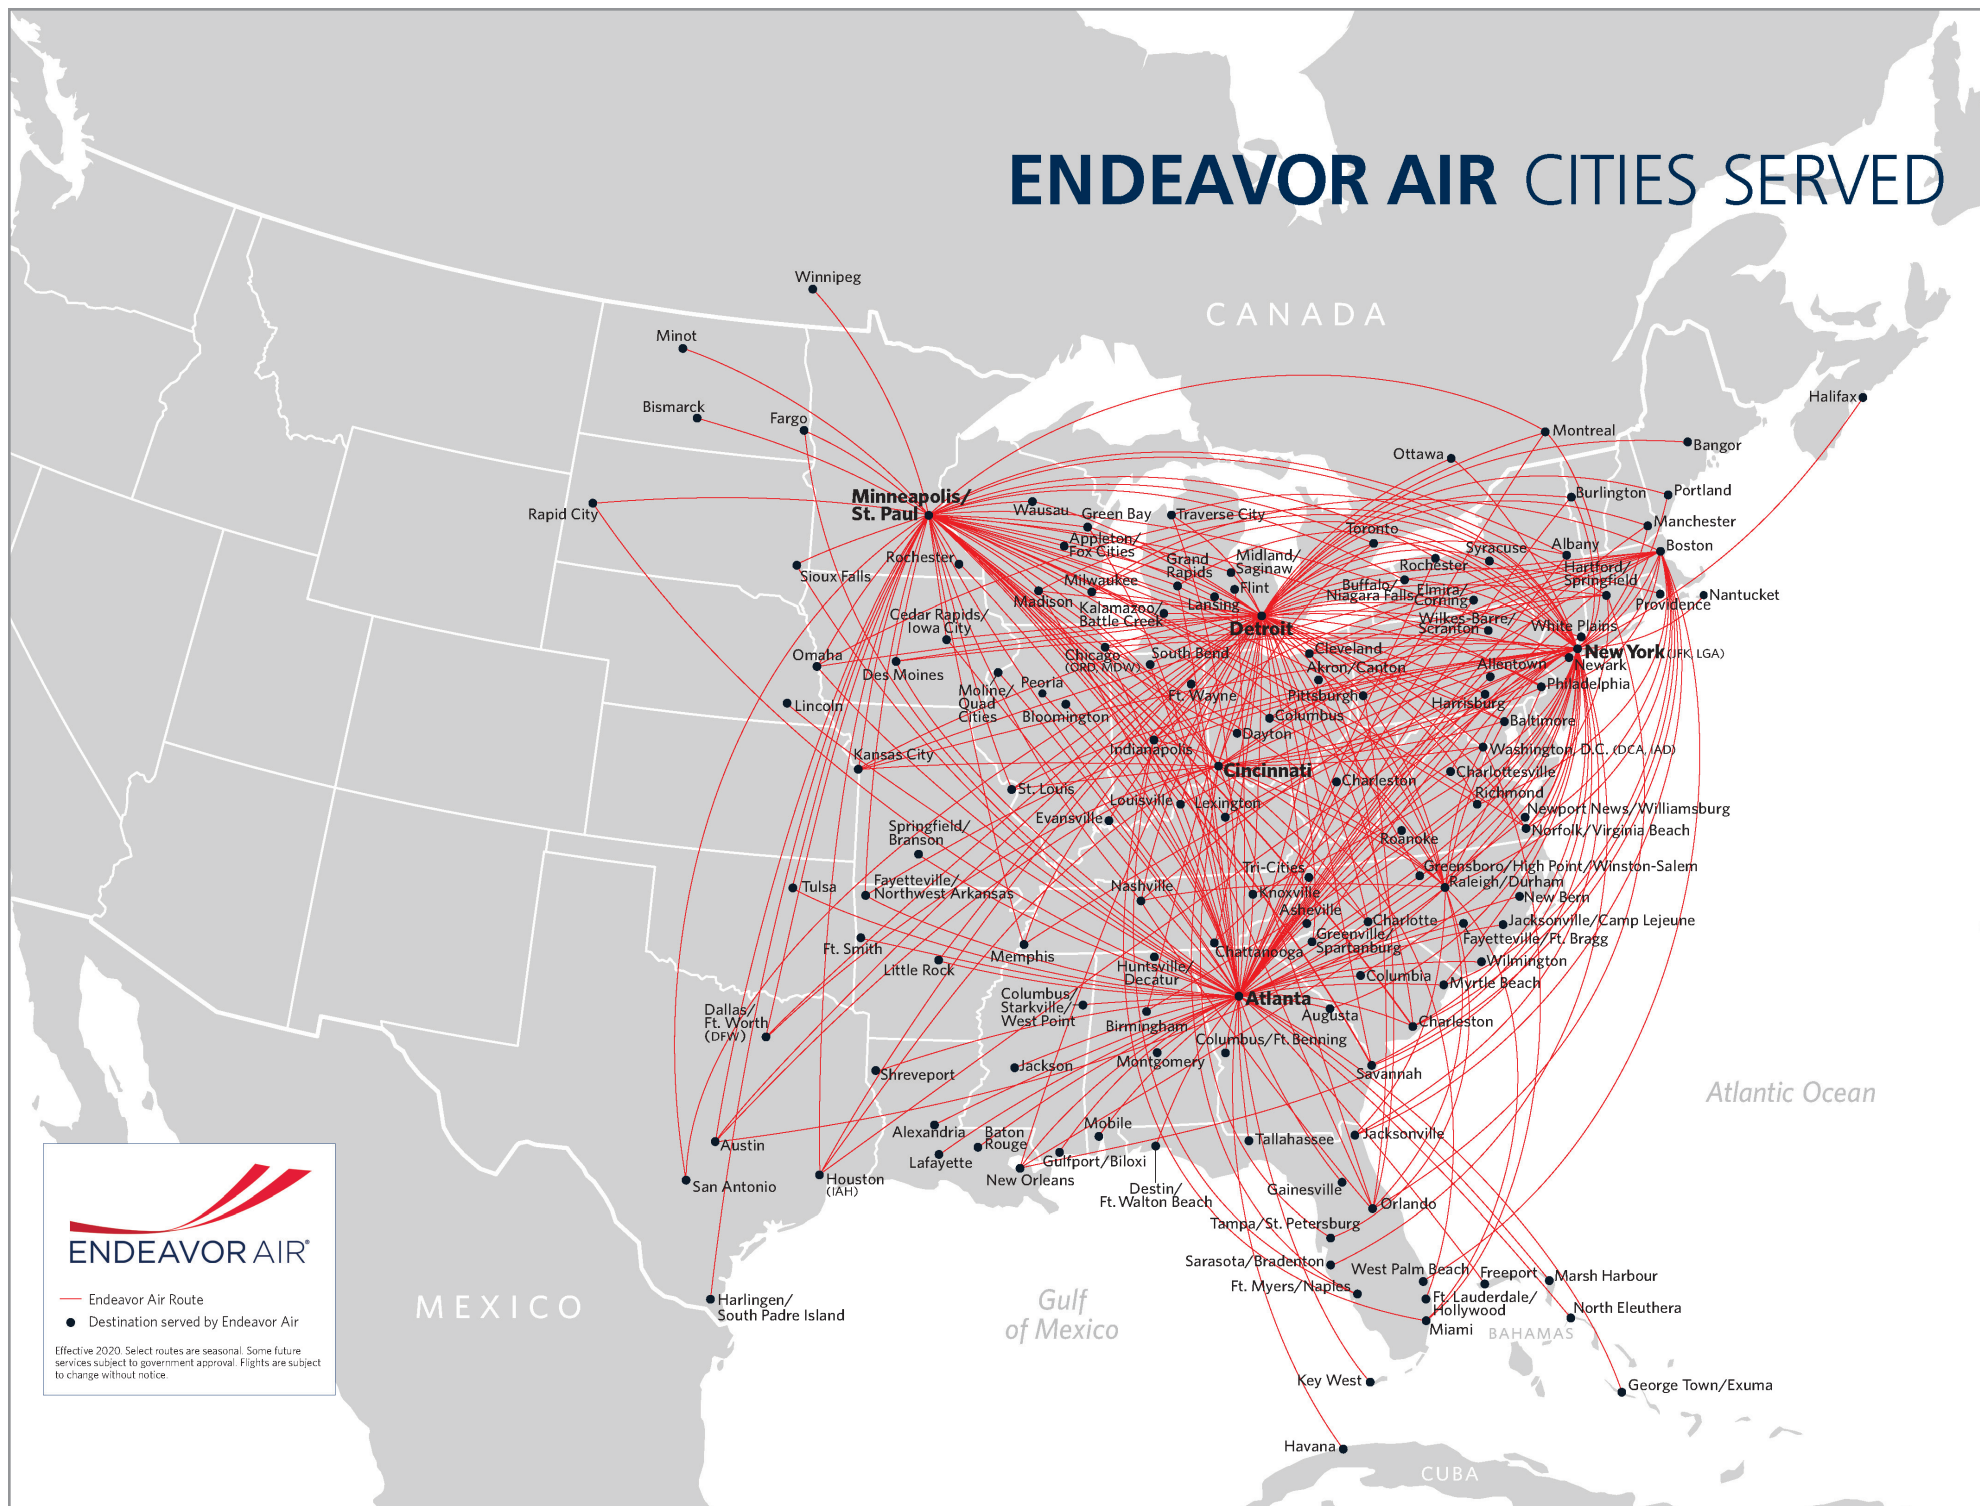 ENDEAVOR AIR CITIES SERVED
Winnipeg
CANADA
Minot
Bismarck
Fargo
Halifax
Montreal
Bangor
Ottawa
Rapid City
Minneapolis/
St. Paul
Wausau
Green Bay
Traverse City
Burlington
Portland
Manchester
Toronto
Appleton/
Fox Cities
Rochester
Syracuse
Albany
Boston
Grand
Rapids
Midland/
Saginaw
Rochester
Hartford/
Springfield
Sioux Falls
Milwaukee
Flint
Buffalo/
Niagara Falls
Elmira/
Corning
Madison
Kalamazoo/
Battle Creek
Lansing
Providence
Nantucket
Cedar Rapids/
Iowa City
Detroit
Wilkes-Barre/
Scranton
White Plains
Omaha
Des Moines
Chicago
(ORD, MDW)
South Bend
Cleveland
New York (JFK, LGA)
Akron/Canton
Allentown
Newark
Moline/
Quad
Cities
Peoria
Ft. Wayne
Pittsburgh
Philadelphia
Harrisburg
Lincoln
Bloomington
Columbus
Baltimore
Dayton
Indianapolis
Washington, D.C. (DCA, IAD)
Kansas City
Cincinnati
Charleston
Charlottesville
St. Louis
Louisville
Lexington
Richmond
Evansville
Newport News/Williamsburg
Norfolk/Virginia Beach
Springfield/
Branson
Roanoke
Tulsa
Fayetteville/
Northwest Arkansas
Nashville
Tri-Cities
Greensboro/High Point/Winston-Salem
Raleigh/Durham
Knoxville
New Bern
Asheville
Charlotte
Jacksonville/Camp Lejeune
Fayetteville/Ft. Bragg
Greenville/
Spartanburg
Ft. Smith
Little Rock
Memphis
Chattanooga
Huntsville/
Decatur
Wilmington
Columbia
Myrtle Beach
Dallas/
Ft. Worth
(DFW)
Columbus/
Starkville/
West Point
Atlanta
Birmingham
Augusta
Charleston
Columbus/Ft. Benning
Shreveport
Jackson
Montgomery
Savannah
Atlantic Ocean
Austin
Alexandria
Baton
Rouge
Mobile
Tallahassee
Jacksonville
Lafayette
Gulfport/Biloxi
San Antonio
Houston
(IAH)
New Orleans
Destin/
Ft. Walton Beach
Gainesville
Orlando
Tampa/St. Petersburg
Sarasota/Bradenton
West Palm Beach
Freeport
Marsh Harbour
Ft. Myers/Naples
Ft. Lauderdale/
Hollywood
North Eleuthera
Miami
BAHAMAS
Harlingen/
South Padre Island
MEXICO
Gulf
of Mexico
Key West
George Town/Exuma
Havana
CUBA
ENDEAVOR AIR®
Endeavor Air Route
Destination served by Endeavor Air
Effective 2020. Select routes are seasonal. Some future
services subject to government approval. Flights are subject
to change without notice.